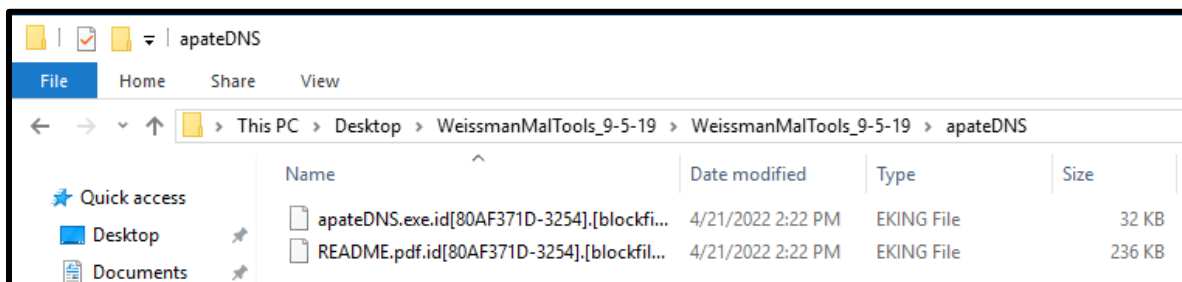 apateDNS
File Home Share View
This PC > Desktop > WeissmanMalTools_9-5-19 > WeissmanMalTools_9-5-19 > apateDNS
Name Date modified Type Size
Quick access
apateDNS.exe.id[80AF371D-3254].[blockfi... 4/21/2022 2:22 PM EKING File 32 KB
Desktop
README.pdf.id[80AF371D-3254].[blockfil... 4/21/2022 2:22 PM EKING File 236 KB
Documents